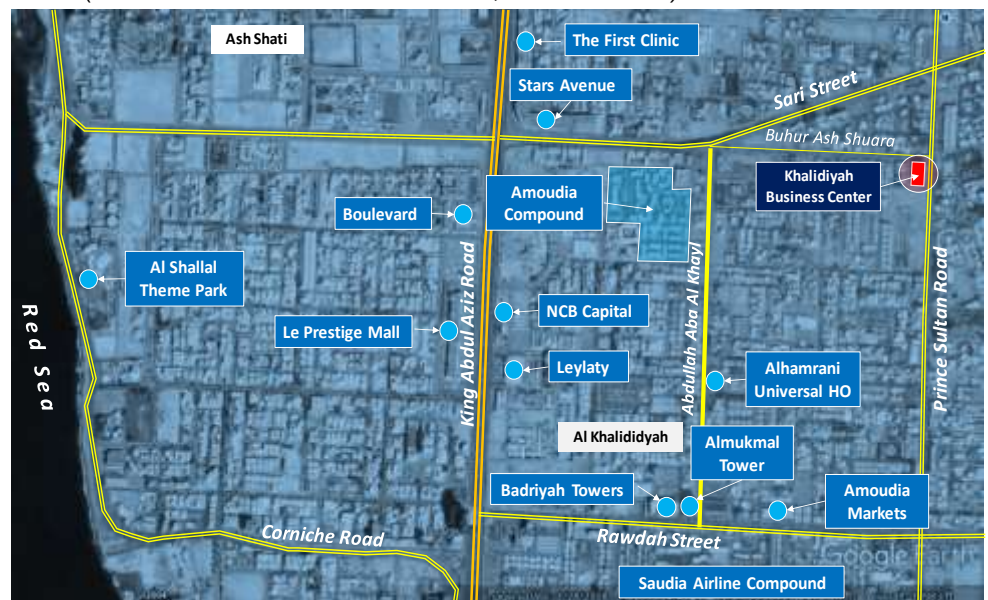 Ash Shati
The First Clinic
Stars Avenue
Sari Street
Buhur Ash Shuara
Khalidiyah
Business Center
Amoudia
Compound
Boulevard
Al Shallal
Theme Park
Red Sea
King Abdul Aziz Road
NCB Capital
Le Prestige Mall
Leylaty
Abdullah Aba Al Khayl
Prince Sultan Road
Alhamrani
Universal HO
Al Khalididyah
Almukmal
Tower
Badriyah Towers
Amoudia
Markets
Corniche Road
Rawdah Street
Google Earth
Saudia Airline Compound